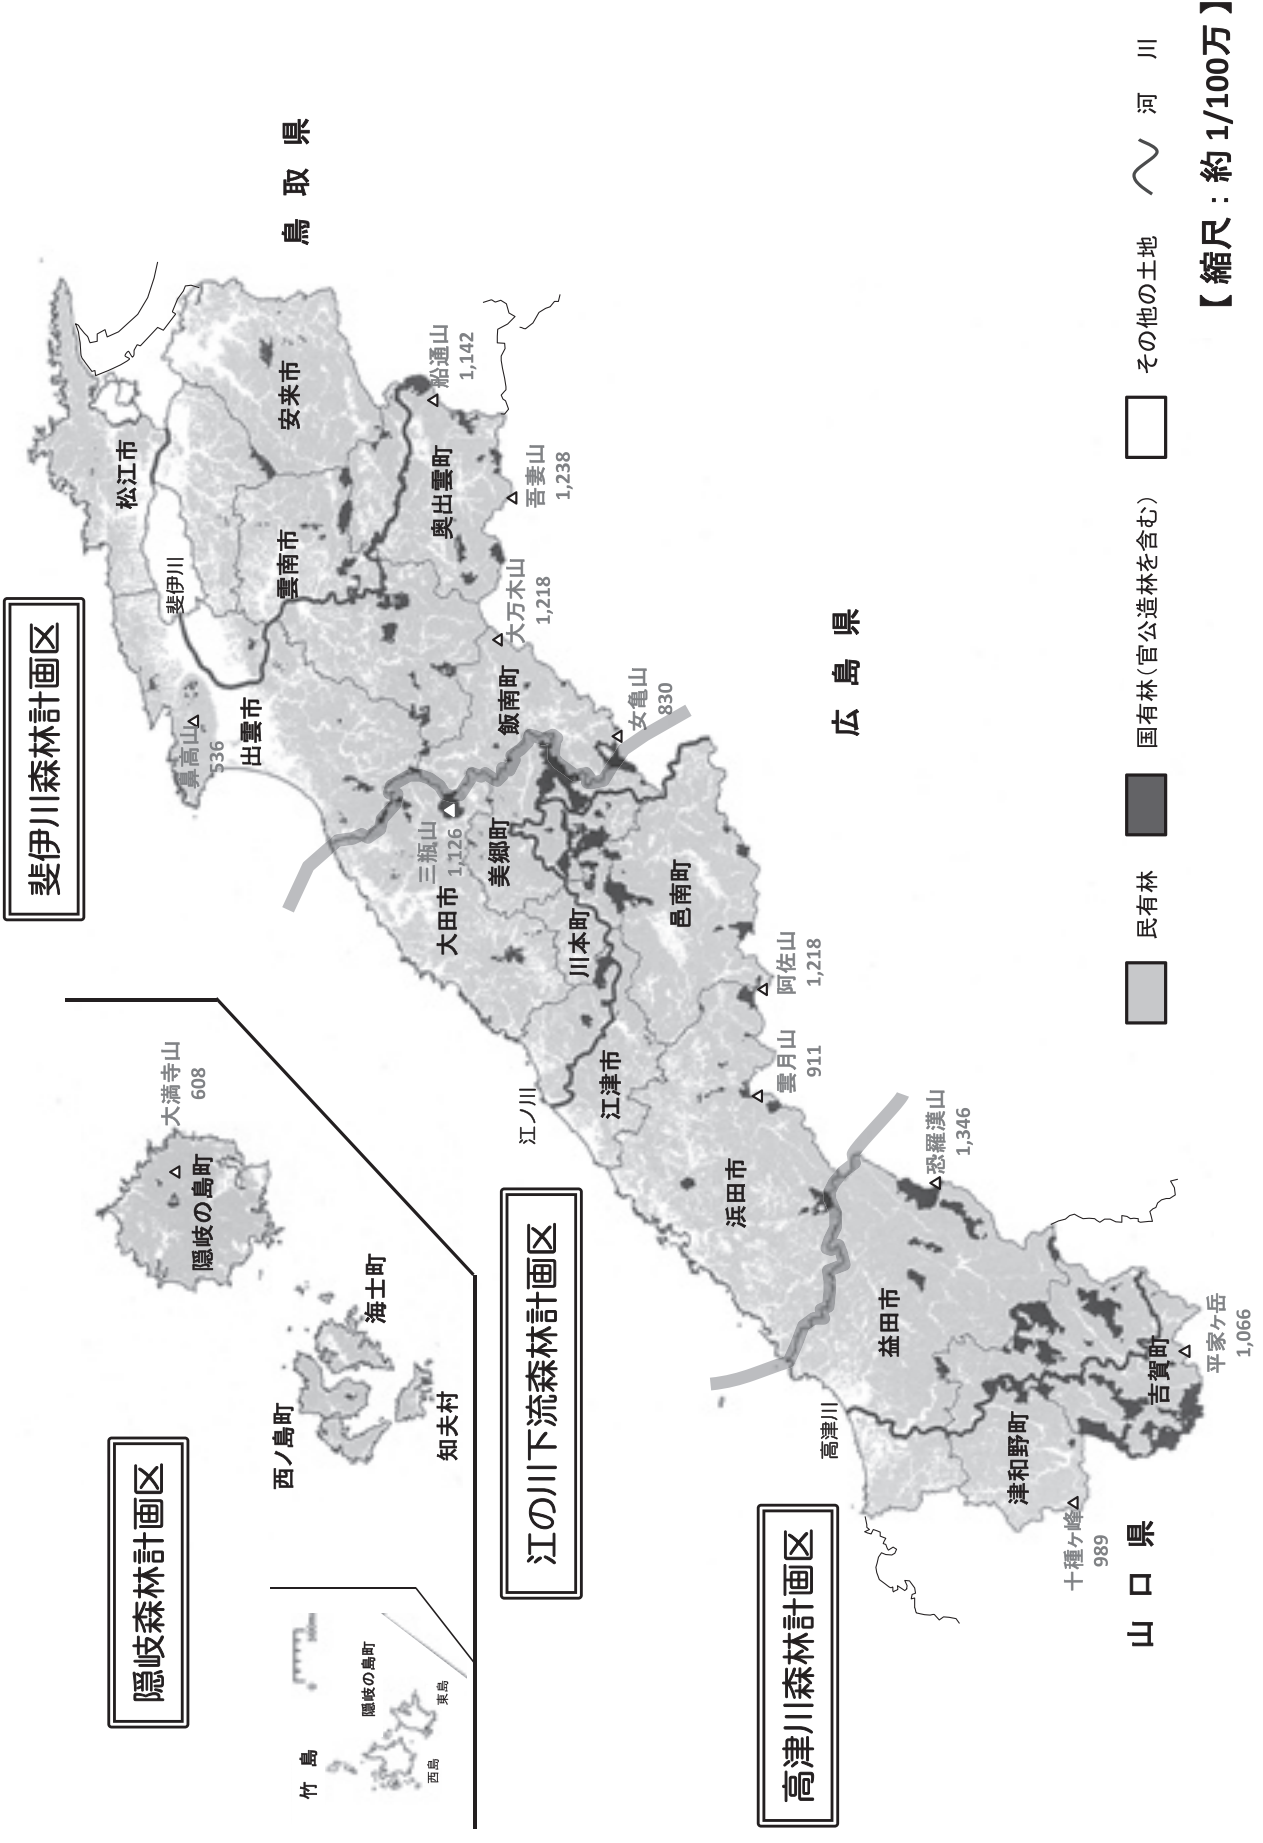 隠岐森林計画区
竹島
隠岐の島町
西島
東島
西ノ島町
海士町
知夫村
隠岐の島町
大満寺山
608
斐伊川森林計画区
松江市
斐伊川
鼻高山
536
出雲市
安来市
雲南市
奥出雲町
船通山
1,142
吾妻山
1,238
大万木山
1,218
飯南町
女亀山
830
鳥取県
江の川下流森林計画区
三瓶山
1,126
大田市
美郷町
川本町
邑南町
江ノ川
江津市
阿佐山
1,218
雲月山
911
浜田市
広島県
高津川森林計画区
高津川
益田市
恐羅漢山
1,346
津和野町
吉賀町
平家ヶ岳
1,066
十種ヶ峰
989
山口県
民有林
国有林(官公造林を含む)
その他の土地
河川
【縮尺:約1/100万】